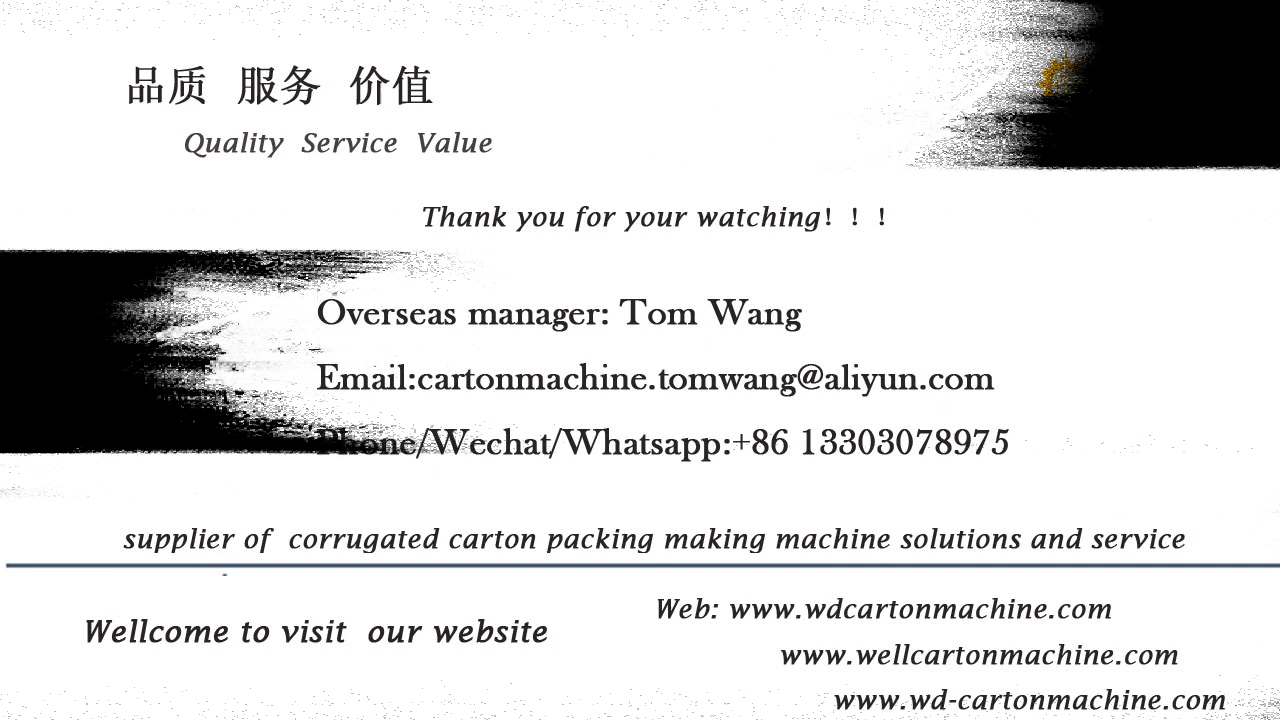 品质 服务 价值
Quality Service Value
Thank you for your watching！！！
Overseas manager: Tom Wang
Email:cartonmachine.tomwang@aliyun.com
Phone/Wechat/Whatsapp:+86 13303078975
supplier of corrugated carton packing making machine solutions and service
Wellcome to visit our website
Web: www.wdcartonmachine.com
www.wellcartonmachine.com
www.wd-cartonmachine.com